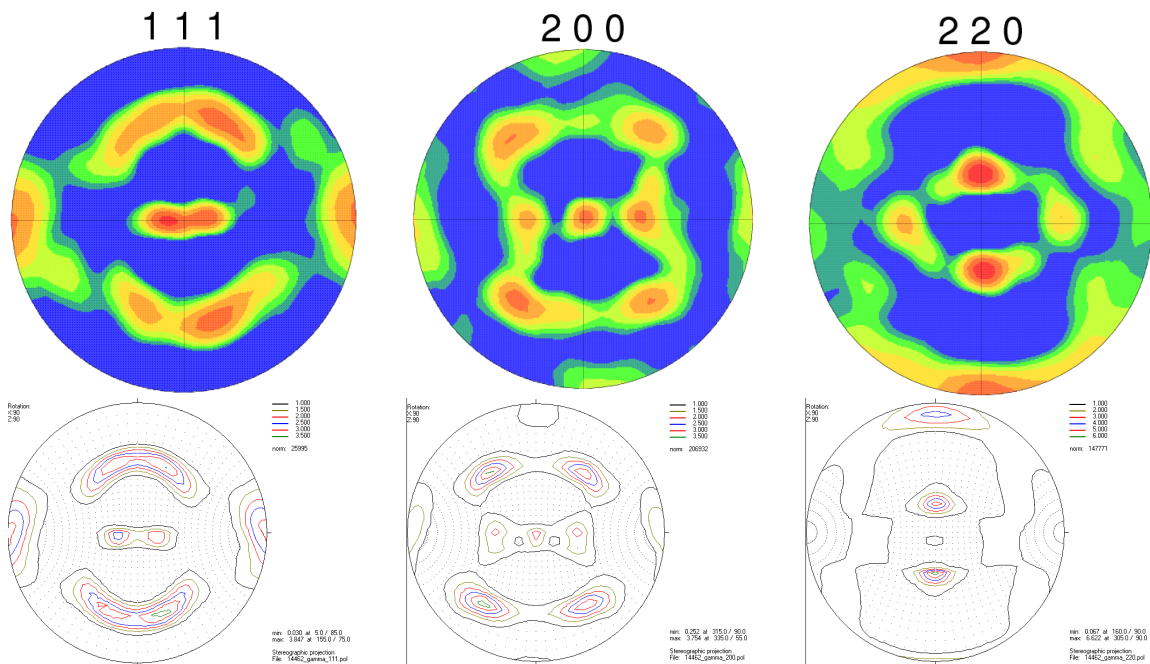 1 1 1
2 0 0
2 2 0
Rotation:
X:90
Z:90
1.000
1.500
2.000
2.500
3.000
3.500
norm: 25995
min: 0.030 at 5.0 / 85.0
max: 3.847 at 155.0 / 75.0
Stereographic projection
File: 14462_gamma_111.pol
Rotation:
X:90
Z:90
1.000
1.500
2.000
2.500
3.000
3.500
norm: 206932
min: 0.252 at 315.0 / 90.0
max: 3.754 at 335.0 / 55.0
Stereographic projection
File: 14462_gamma_200.pol
Rotation:
X:90
Z:90
1.000
2.000
3.000
4.000
5.000
6.000
norm: 147771
min: 0.067 at 160.0 / 90.0
max: 6.622 at 305.0 / 90.0
Stereographic projection
File: 14462_gamma_220.pol